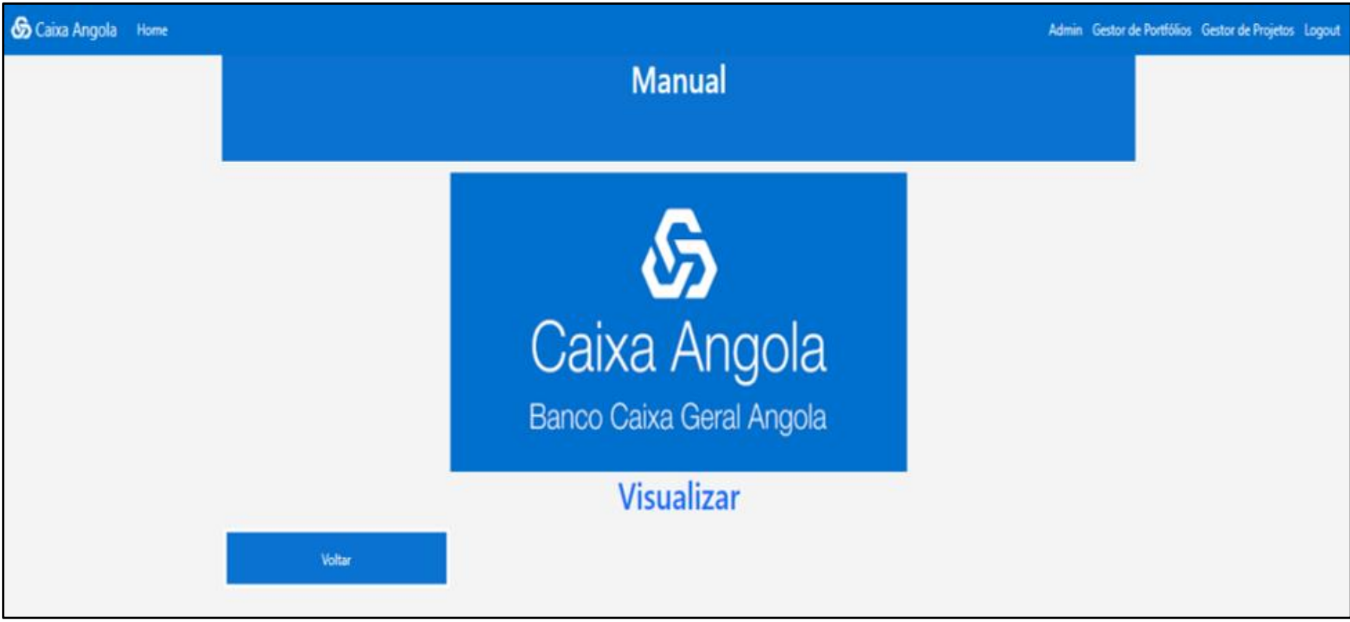 Caixa Angola Home Admin Gestor de Portfólios Gestor de Projetos Logout
Manual
Caixa Angola
Banco Caixa Geral Angola
Visualizar
Voltar